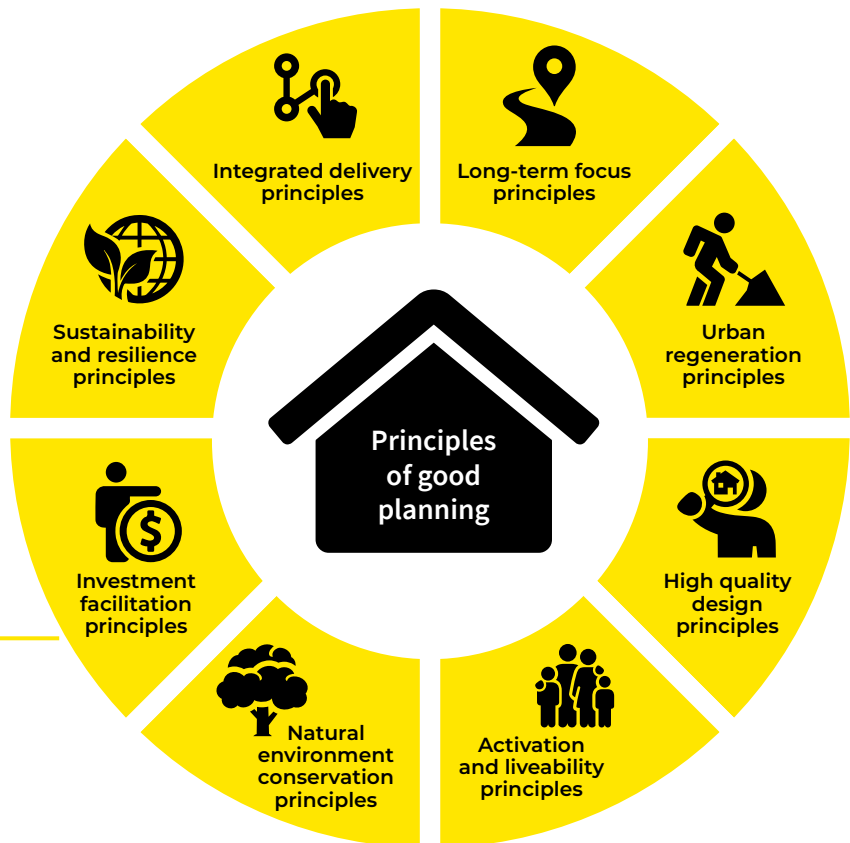 Integrated delivery
principles
Long-term focus
principles
Sustainability
and resilience
principles
Urban
regeneration
principles
Principles
of good
planning
Investment
facilitation
principles
High quality
design
principles
Natural
environment
conservation
principles
Activation
and liveability
principles
$